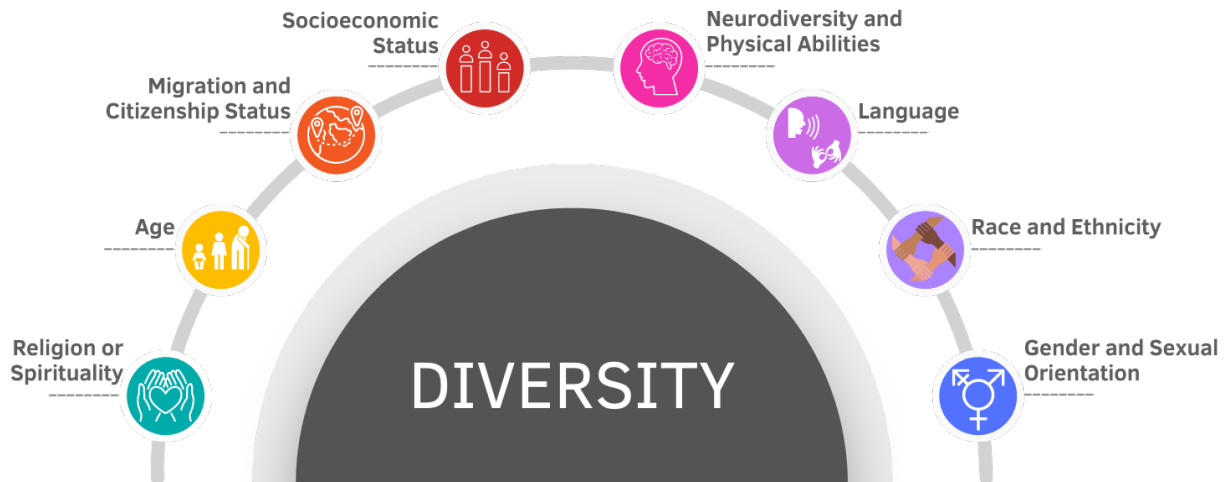 Socioeconomic
Status
Neurodiversity and
Physical Abilities
Migration and
Citizenship Status
Language
Age
Race and Ethnicity
Religion or
Spirituality
Gender and Sexual
Orientation
DIVERSITY